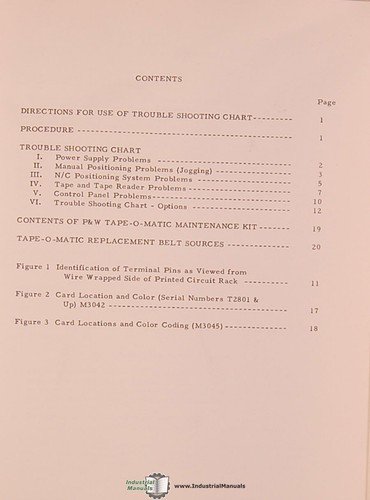 CONTENTS
Page
DIRECTIONS FOR USE OF TROUBLE SHOOTING CHART --------- 1
PROCEDURE ------------------------------------ 1
TROUBLE SHOOTING CHART
I. Power Supply Problems ---------------------- 2
II. Manual Positioning Problems (Jogging) ---------------- 3
III. N/C Positioning System Problems ------------------ 5
IV. Tape and Tape Reader Problems ------------------ 7
V. Control Panel Problems ---------------------- 10
VI. Trouble Shooting Chart - Options ------------------ 12
CONTENTS OF P&W TAPE-O-MATIC MAINTENANCE KIT -------- 19
TAPE-O-MATIC REPLACEMENT BELT SOURCES ------------- 20
Figure 1 Identification of Terminal Pins as Viewed from
Wire Wrapped Side of Printed Circuit Rack ---------- 11
Figure 2 Card Location and Color (Serial Numbers T2801 &
Up) M3042 ------------------------------ 17
Figure 3 Card Locations and Color Coding (M3045) ------------- 18
Industrial
Manuals
www.IndustrialManuals